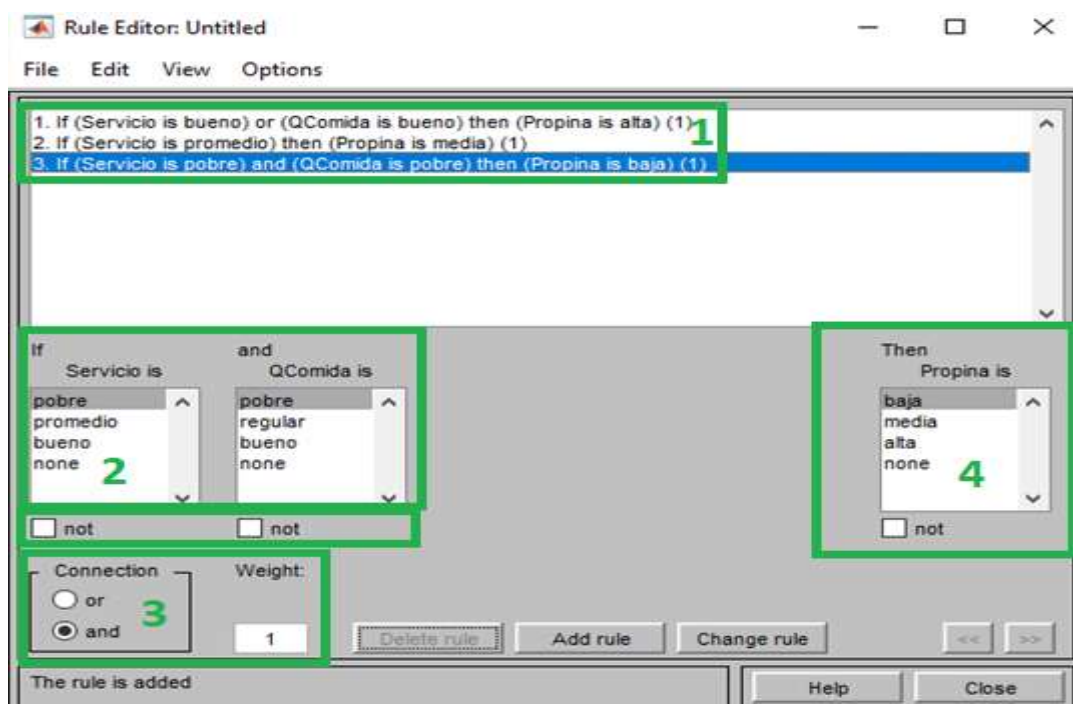 Rule Editor: Untitled
File Edit View Options
1. If (Servicio is bueno) or (QComida is bueno) then (Propina is alta) (1)
1
2. If (Servicio is promedio) then (Propina is media) (1)
3. If (Servicio is pobre) and (QComida is pobre) then (Propina is baja) (1)
If
Servicio is
pobre
promedio
bueno
none
2
not
and
QComida is
pobre
regular
bueno
none
not
Then
Propina is
baja
media
alta
none
4
not
Connection
or
and
3
Weight:
1
Delete rule
Add rule
Change rule
<<
>>
The rule is added
Help
Close